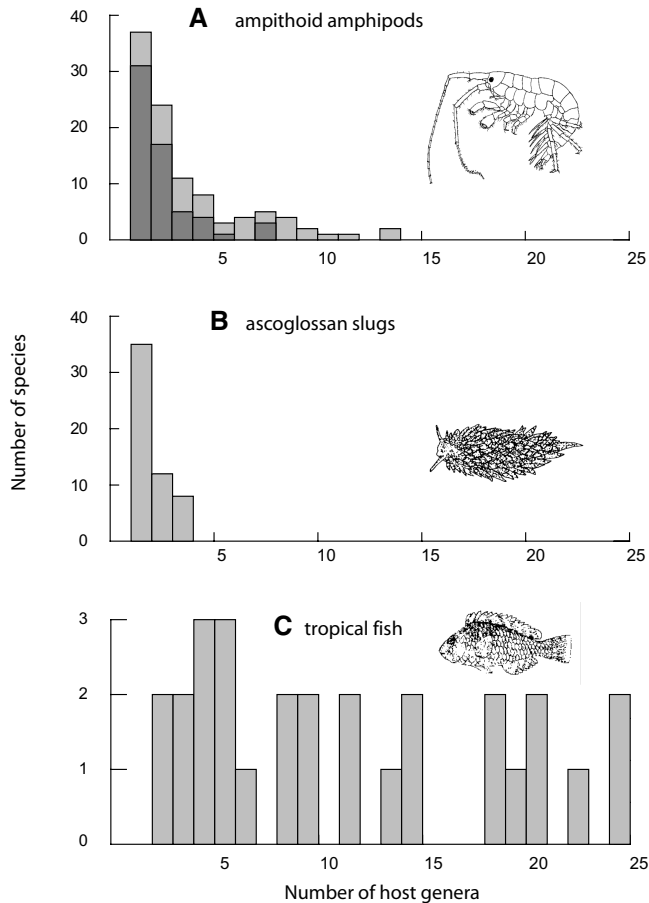 A ampithoid amphipods
40
30
20
10
0
5 10 15 20 25
B ascoglossan slugs
40
30
20
10
0
5 10 15 20 25
Number of species
C tropical fish
3
2
1
0
5 10 15 20 25
Number of host genera